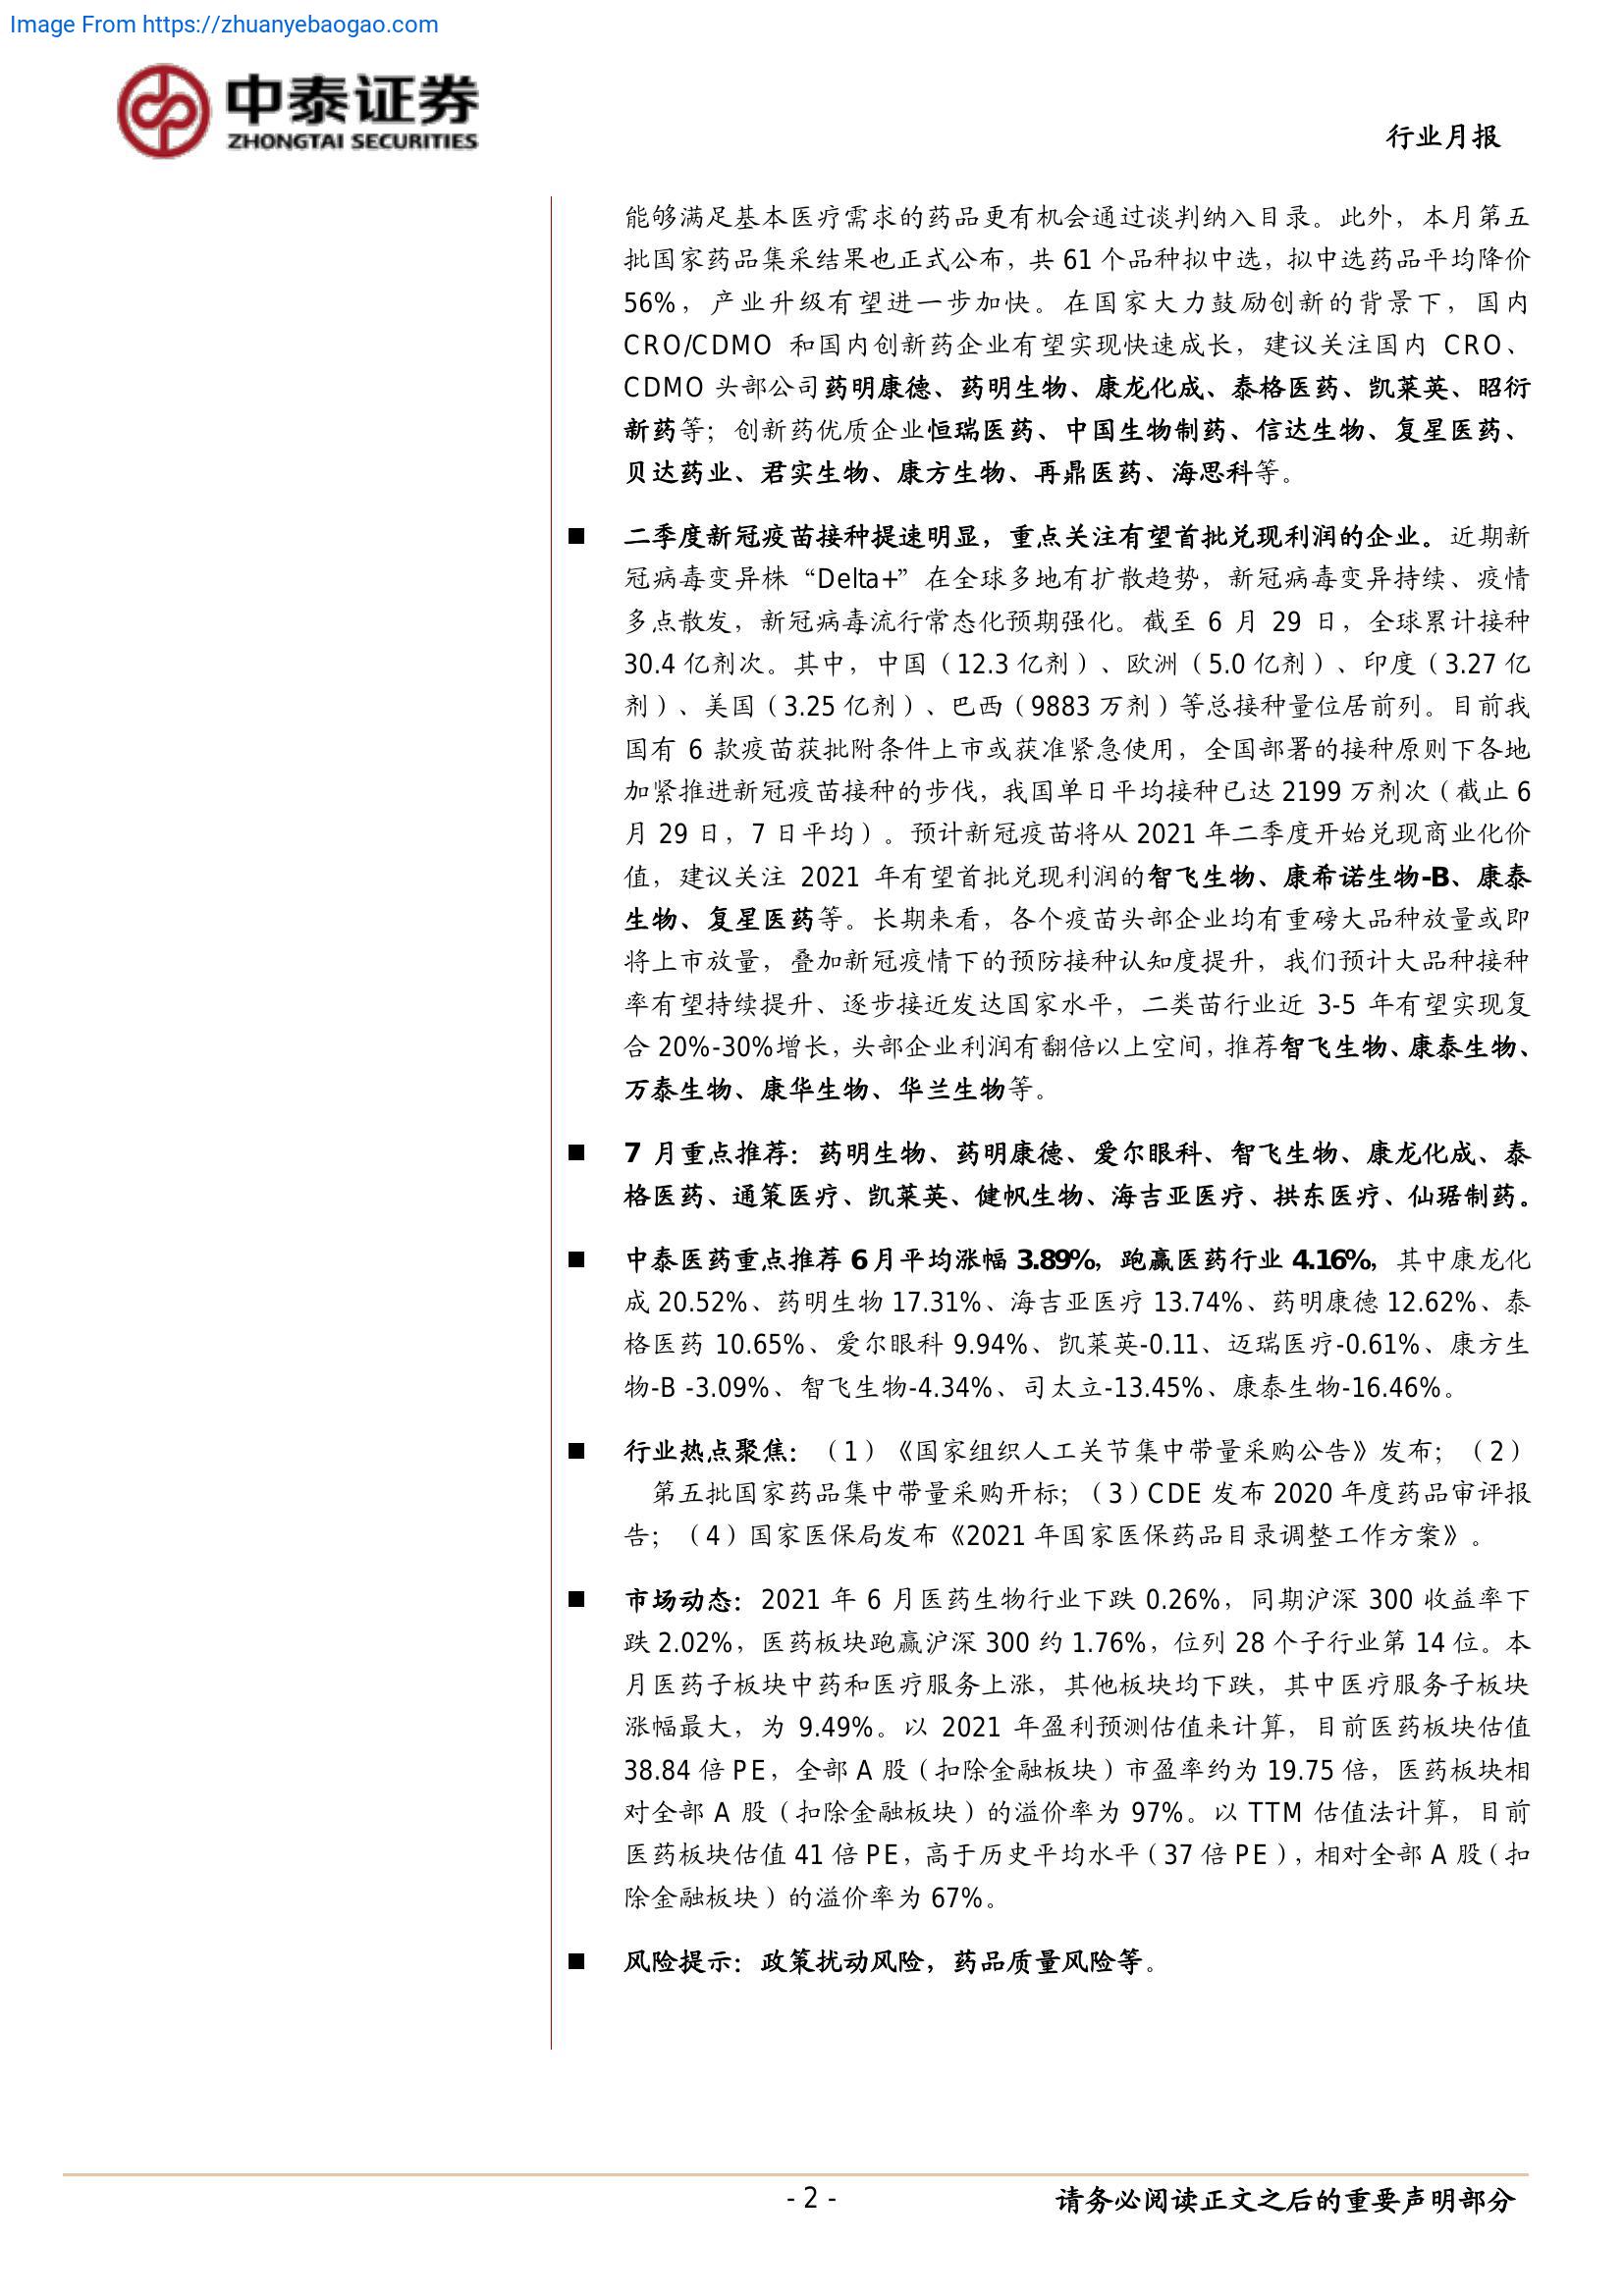 Image From https://zhuanyebaogao.com
中泰证券
ZHONGTAI SECURITIES
行业月报
能够满足基本医疗需求的药品更有机会通过谈判纳入目录。此外，本月第五
批国家药品集采结果也正式公布，共 61 个品种拟中选，拟中选药品平均降价
56%，产业升级有望进一步加快。在国家大力鼓励创新的背景下，国内
CRO/CDMO 和国内创新药企业有望实现快速成长，建议关注国内 CRO、
CDMO 头部公司药明康德、药明生物、康龙化成、泰格医药、凯莱英、昭衍
新药等；创新药优质企业恒瑞医药、中国生物制药、信达生物、复星医药、
贝达药业、君实生物、康方生物、再鼎医药、海思科等。
■ 二季度新冠疫苗接种提速明显，重点关注有望首批兑现利润的企业。近期新
冠病毒变异株“Delta+”在全球多地有扩散趋势，新冠病毒变异持续、疫情
多点散发，新冠病毒流行常态化预期强化。截至 6 月 29 日，全球累计接种
30.4 亿剂次。其中，中国（12.3 亿剂）、欧洲（5.0 亿剂）、印度（3.27 亿
剂）、美国（3.25 亿剂）、巴西（9883 万剂）等总接种量位居前列。目前我
国有 6 款疫苗获批附条件上市或获准紧急使用，全国部署的接种原则下各地
加紧推进新冠疫苗接种的步伐，我国单日平均接种已达 2199 万剂次（截止 6
月 29 日，7 日平均）。预计新冠疫苗将从 2021 年二季度开始兑现商业化价
值，建议关注 2021 年有望首批兑现利润的智飞生物、康希诺生物-B、康泰
生物、复星医药等。长期来看，各个疫苗头部企业均有重磅大品种放量或即
将上市放量，叠加新冠疫情下的预防接种认知度提升，我们预计大品种接种
率有望持续提升、逐步接近发达国家水平，二类苗行业近 3-5 年有望实现复
合 20%-30%增长，头部企业利润有翻倍以上空间，推荐智飞生物、康泰生物、
万泰生物、康华生物、华兰生物等。
■ 7 月重点推荐：药明生物、药明康德、爱尔眼科、智飞生物、康龙化成、泰
格医药、通策医疗、凯莱英、健帆生物、海吉亚医疗、拱东医疗、仙琚制药。
■ 中泰医药重点推荐 6 月平均涨幅 3.89%，跑赢医药行业 4.16%，其中康龙化
成 20.52%、药明生物 17.31%、海吉亚医疗 13.74%、药明康德 12.62%、泰
格医药 10.65%、爱尔眼科 9.94%、凯莱英-0.11、迈瑞医疗-0.61%、康方生
物-B -3.09%、智飞生物-4.34%、司太立-13.45%、康泰生物-16.46%。
■ 行业热点聚焦：（1）《国家组织人工关节集中带量采购公告》发布；（2）
第五批国家药品集中带量采购开标；（3）CDE 发布 2020 年度药品审评报
告；（4）国家医保局发布《2021 年国家医保药品目录调整工作方案》。
■ 市场动态：2021 年 6 月医药生物行业下跌 0.26%，同期沪深 300 收益率下
跌 2.02%，医药板块跑赢沪深 300 约 1.76%，位列 28 个子行业第 14 位。本
月医药子板块中药和医疗服务上涨，其他板块均下跌，其中医疗服务子板块
涨幅最大，为 9.49%。以 2021 年盈利预测估值来计算，目前医药板块估值
38.84 倍 PE，全部 A 股（扣除金融板块）市盈率约为 19.75 倍，医药板块相
对全部 A 股（扣除金融板块）的溢价率为 97%。以 TTM 估值法计算，目前
医药板块估值 41 倍 PE，高于历史平均水平（37 倍 PE），相对全部 A 股（扣
除金融板块）的溢价率为 67%。
■ 风险提示：政策扰动风险，药品质量风险等。
- 2 -
请务必阅读正文之后的重要声明部分